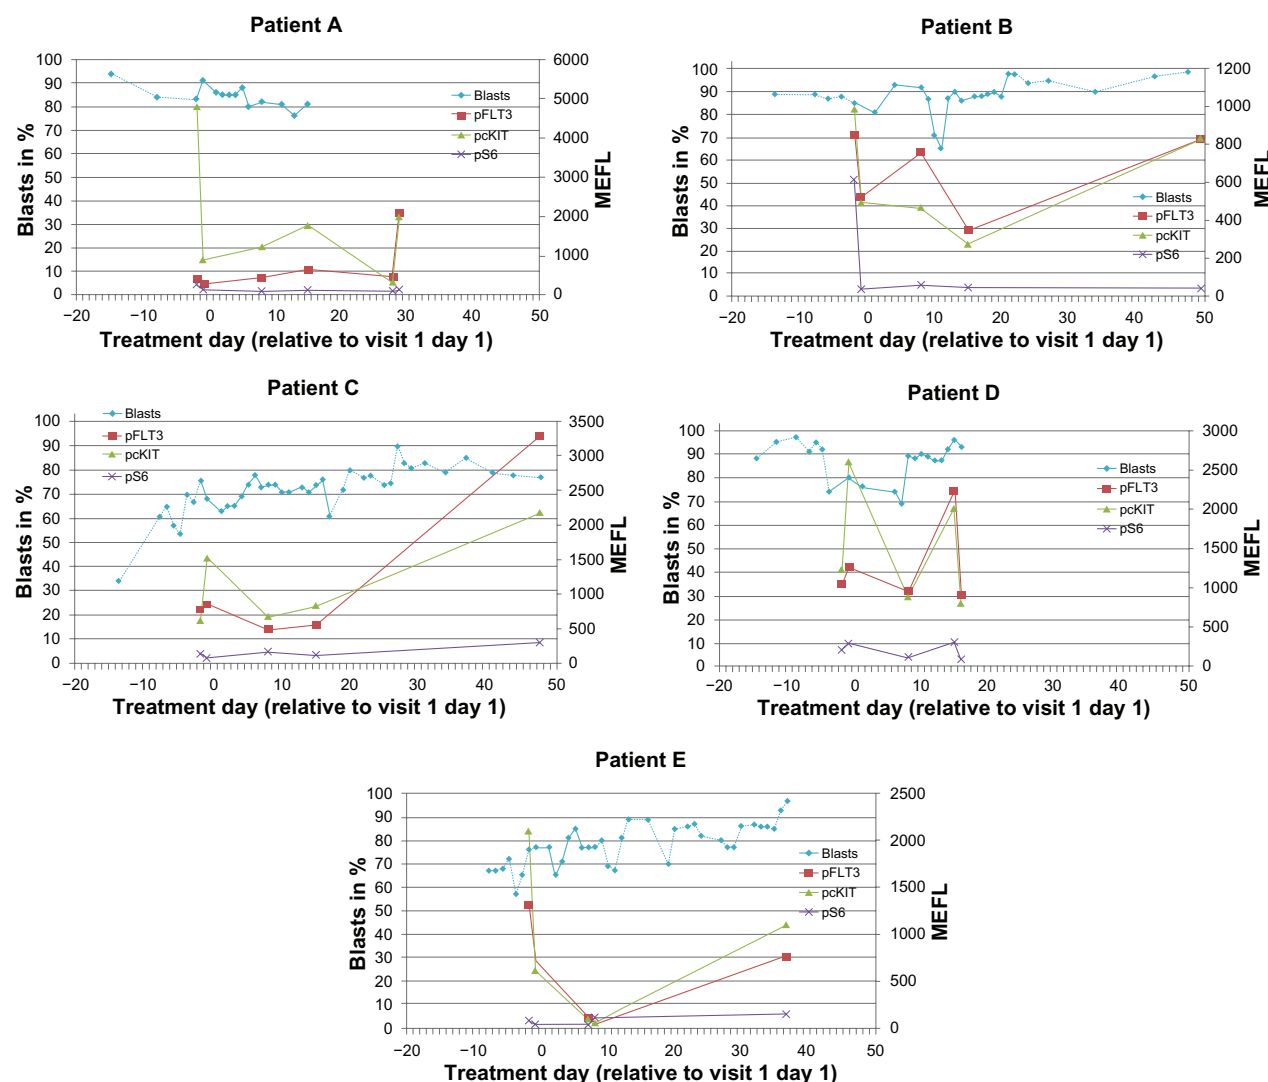 Patient A
100
90
80
70
60
50
40
30
20
10
0
6000
5000
4000
3000
2000
1000
0
Blasts in %
MEFL
Blasts
pFLT3
pcKIT
pS6
−20 −10 0 10 20 30 40 50
Treatment day (relative to visit 1 day 1)
Patient B
100
90
80
70
60
50
40
30
20
10
0
1200
1000
800
600
400
200
0
Blasts in %
MEFL
Blasts
pFLT3
pcKIT
pS6
−20 −10 0 10 20 30 40 50
Treatment day (relative to visit 1 day 1)
Patient C
100
90
80
70
60
50
40
30
20
10
0
3500
3000
2500
2000
1500
1000
500
0
Blasts in %
MEFL
Blasts
pFLT3
pcKIT
pS6
−20 −10 0 10 20 30 40 50
Treatment day (relative to visit 1 day 1)
Patient D
100
90
80
70
60
50
40
30
20
10
0
3000
2500
2000
1500
1000
500
0
Blasts in %
MEFL
Blasts
pFLT3
pcKIT
pS6
−20 −10 0 10 20 30 40 50
Treatment day (relative to visit 1 day 1)
Patient E
100
90
80
70
60
50
40
30
20
10
0
2500
2000
1500
1000
500
0
Blasts in %
MEFL
Blasts
pFLT3
pcKIT
pS6
−20 −10 0 10 20 30 40 50
Treatment day (relative to visit 1 day 1)